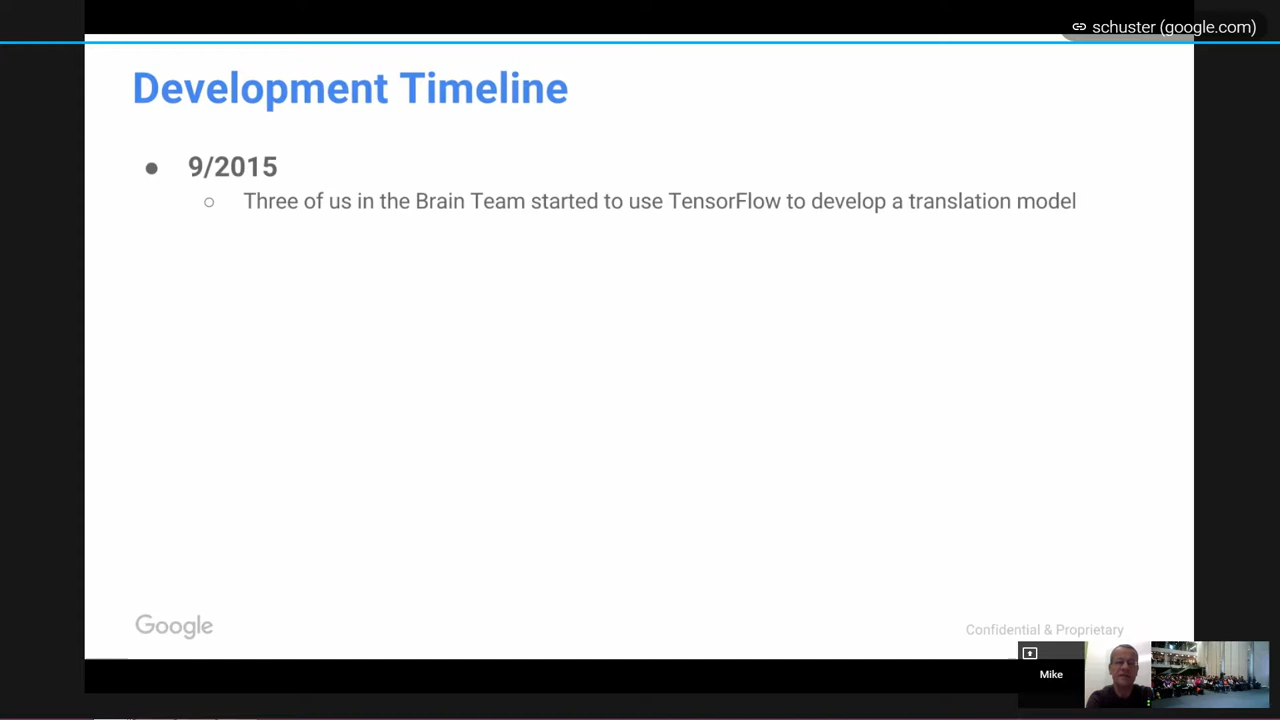 schuster (google.com)
Development Timeline
● 9/2015
○ Three of us in the Brain Team started to use TensorFlow to develop a translation model
Google
Confidential & Proprietary
Mike